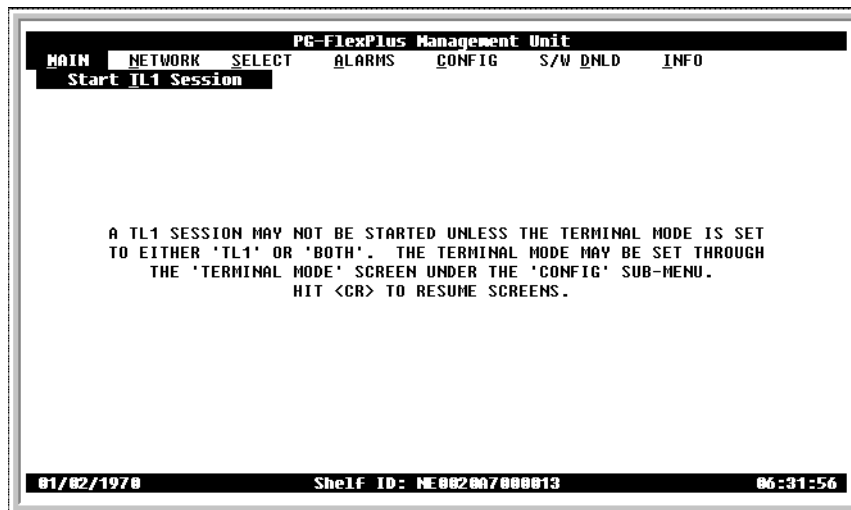 PG-FlexPlus Management Unit
MAIN NETWORK SELECT ALARMS CONFIG S/W DNLD INFO
Start TL1 Session
A TL1 SESSION MAY NOT BE STARTED UNLESS THE TERMINAL MODE IS SET
TO EITHER 'TL1' OR 'BOTH'. THE TERMINAL MODE MAY BE SET THROUGH
THE 'TERMINAL MODE' SCREEN UNDER THE 'CONFIG' SUB-MENU.
HIT <CR> TO RESUME SCREENS.
01/02/1970 Shelf ID: NE0020A7000013 06:31:56